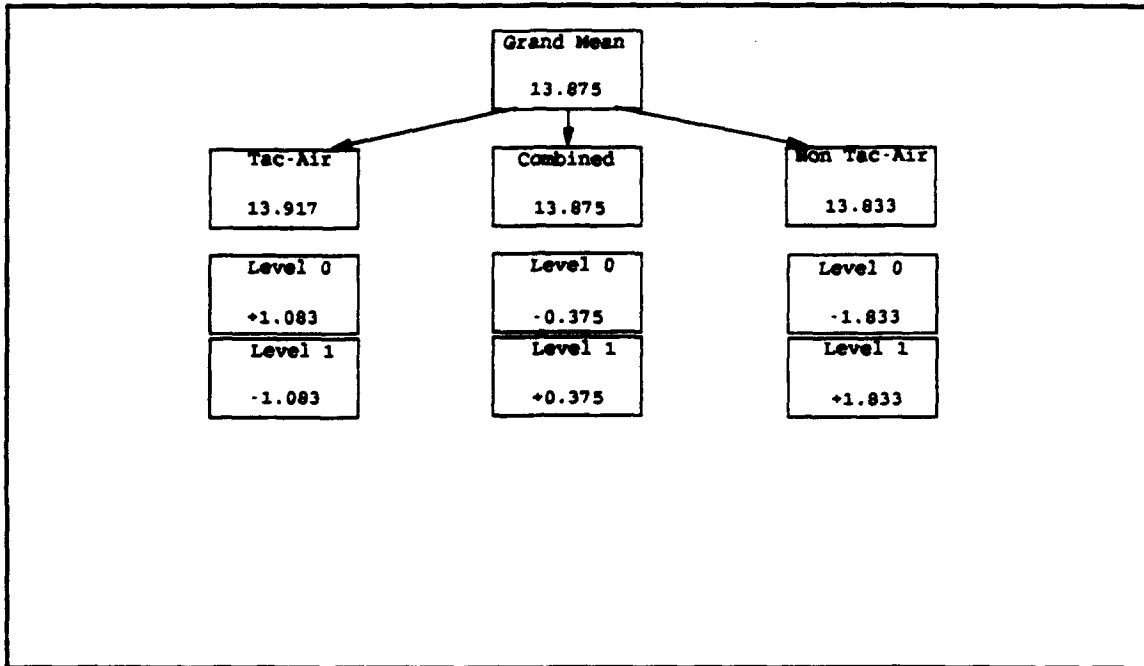 Grand Mean
13.875
Tac-Air
13.917
Combined
13.875
Non Tac-Air
13.833
Level 0
+1.083
Level 1
-1.083
Level 0
-0.375
Level 1
+0.375
Level 0
-1.833
Level 1
+1.833